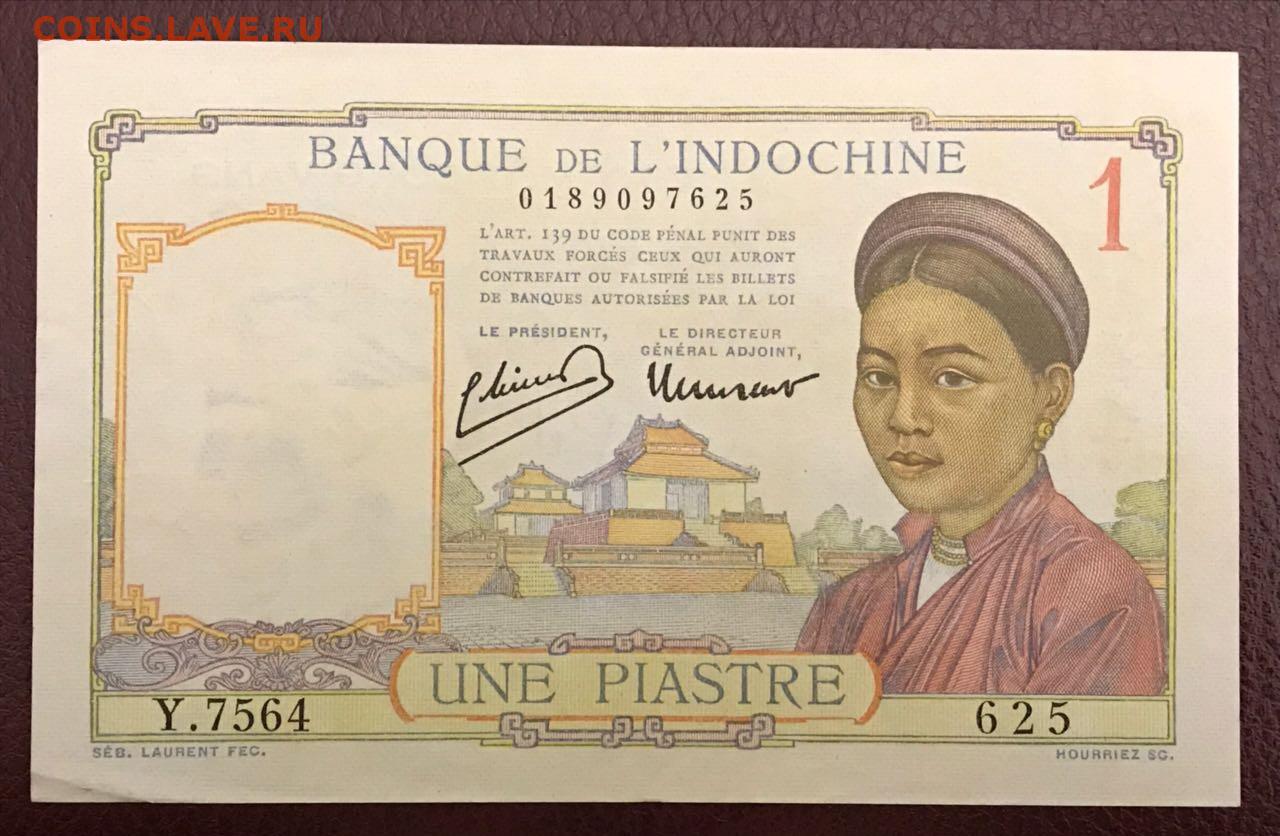 COINS.LAVE.RU
BANQUE DE L'INDOCHINE
1
0189097625
L'ART. 139 DU CODE PÉNAL PUNIT DES
TRAVAUX FORCÉS CEUX QUI AURONT
CONTREFAIT OU FALSIFIÉ LES BILLETS
DE BANQUES AUTORISÉES PAR LA LOI
LE PRÉSIDENT,
LE DIRECTEUR
GÉNÉRAL ADJOINT,
UNE PIASTRE
Y.7564
625
SÉB. LAURENT FEC.
HOURRIEZ SC.